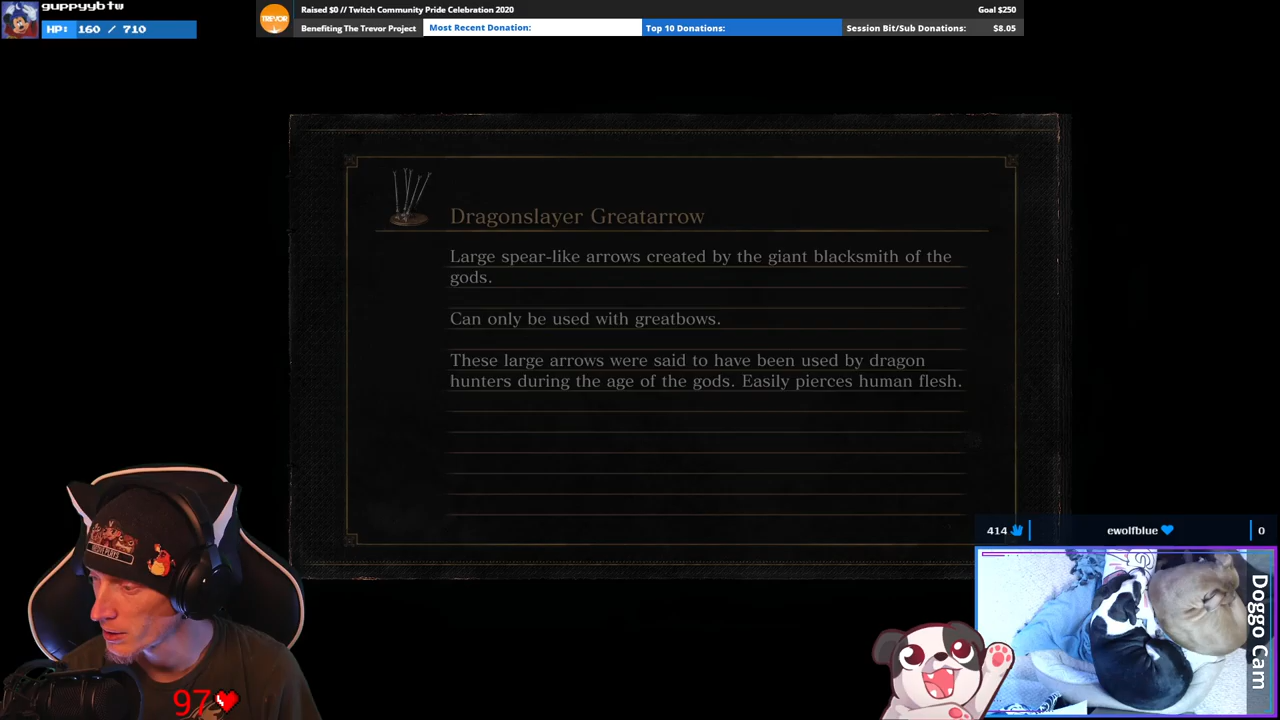 guppyybtw
HP: 160 / 710
TREVOR
Raised $0 // Twitch Community Pride Celebration 2020
Goal $250
Benefiting The Trevor Project
Most Recent Donation:
Top 10 Donations:
Session Bit/Sub Donations:
$8.05
Dragonslayer Greatarrow
Large spear-like arrows created by the giant blacksmith of the
gods.
Can only be used with greatbows.
These large arrows were said to have been used by dragon
hunters during the age of the gods. Easily pierces human flesh.
414
ewolfblue
0
Doggo Cam
97